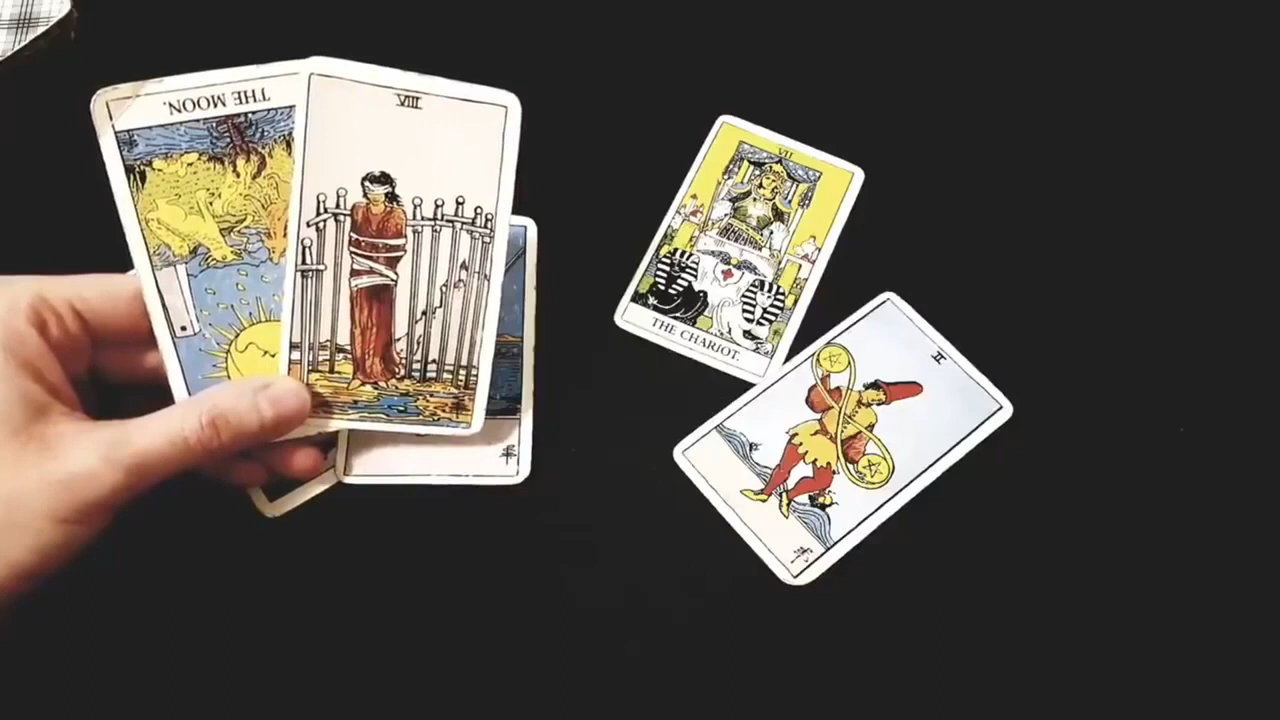 THE MOON.
VIII
VII
THE CHARIOT.
II